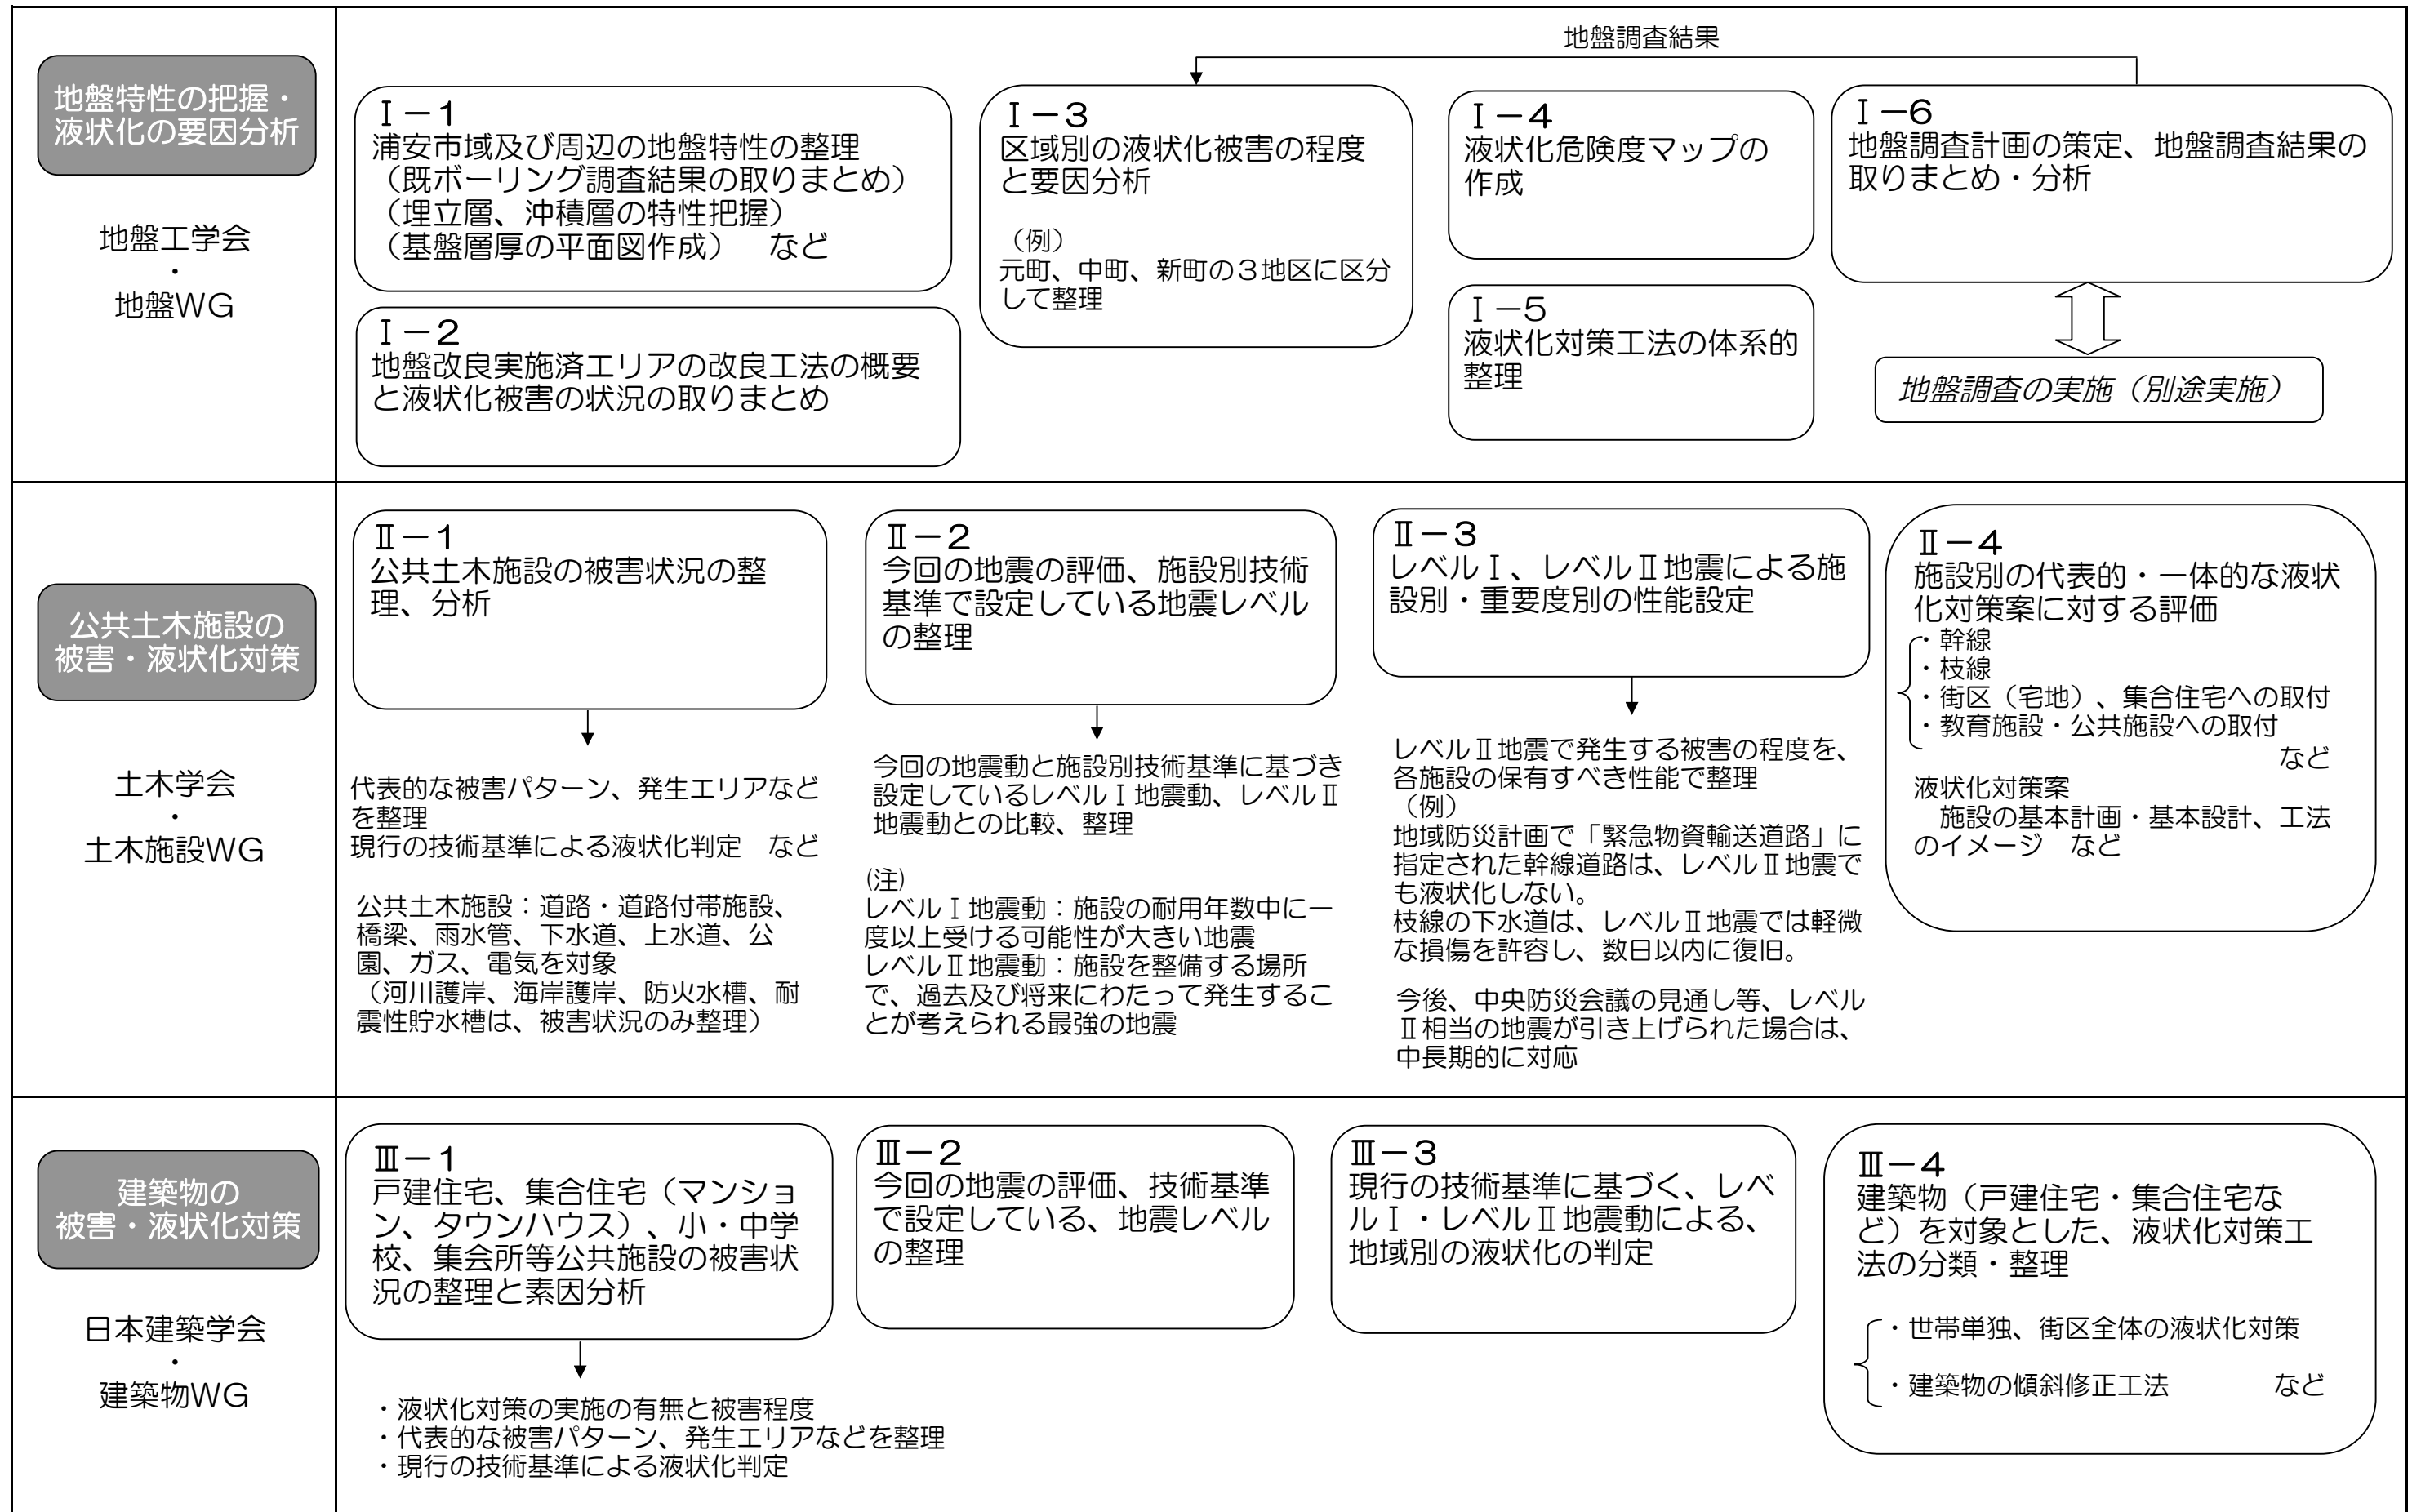 地盤特性の把握・
液状化の要因分析
地盤工学会
・
地盤WG
地盤調査結果
Ⅰ－1
浦安市域及び周辺の地盤特性の整理
（既ボーリング調査結果の取りまとめ）
（埋立層、沖積層の特性把握）
（基盤層厚の平面図作成）　など
Ⅰ－2
地盤改良実施済エリアの改良工法の概要
と液状化被害の状況の取りまとめ
Ⅰ－3
区域別の液状化被害の程度
と要因分析
（例）
元町、中町、新町の３地区に区分
して整理
Ⅰ－4
液状化危険度マップの
作成
Ⅰ－5
液状化対策工法の体系的
整理
Ⅰ－6
地盤調査計画の策定、地盤調査結果の
取りまとめ・分析
地盤調査の実施（別途実施）
公共土木施設の
被害・液状化対策
土木学会
・
土木施設WG
Ⅱ－1
公共土木施設の被害状況の整
理、分析
代表的な被害パターン、発生エリアなど
を整理
現行の技術基準による液状化判定　など
公共土木施設：道路・道路付帯施設、
橋梁、雨水管、下水道、上水道、公
園、ガス、電気を対象
（河川護岸、海岸護岸、防火水槽、耐
震性貯水槽は、被害状況のみ整理）
Ⅱ－2
今回の地震の評価、施設別技術
基準で設定している地震レベル
の整理
今回の地震動と施設別技術基準に基づき
設定しているレベルⅠ地震動、レベルⅡ
地震動との比較、整理
(注)
レベルⅠ地震動：施設の耐用年数中に一
度以上受ける可能性が大きい地震
レベルⅡ地震動：施設を整備する場所
で、過去及び将来にわたって発生するこ
とが考えられる最強の地震
Ⅱ－3
レベルⅠ、レベルⅡ地震による施
設別・重要度別の性能設定
レベルⅡ地震で発生する被害の程度を、
各施設の保有すべき性能で整理
（例）
地域防災計画で「緊急物資輸送道路」に
指定された幹線道路は、レベルⅡ地震で
も液状化しない。
枝線の下水道は、レベルⅡ地震では軽微
な損傷を許容し、数日以内に復旧。
今後、中央防災会議の見通し等、レベル
Ⅱ相当の地震が引き上げられた場合は、
中長期的に対応
Ⅱ－4
施設別の代表的・一体的な液状
化対策案に対する評価
・幹線
・枝線
・街区（宅地）、集合住宅への取付
・教育施設・公共施設への取付
など
液状化対策案
　施設の基本計画・基本設計、工法
のイメージ　など
建築物の
被害・液状化対策
日本建築学会
・
建築物WG
Ⅲ－1
戸建住宅、集合住宅（マンショ
ン、タウンハウス）、小・中学
校、集会所等公共施設の被害状
況の整理と素因分析
・液状化対策の実施の有無と被害程度
・代表的な被害パターン、発生エリアなどを整理
・現行の技術基準による液状化判定
Ⅲ－2
今回の地震の評価、技術基準
で設定している、地震レベル
の整理
Ⅲ－3
現行の技術基準に基づく、レベ
ルⅠ・レベルⅡ地震動による、
地域別の液状化の判定
Ⅲ－4
建築物（戸建住宅・集合住宅な
ど）を対象とした、液状化対策工
法の分類・整理
・世帯単独、街区全体の液状化対策
・建築物の傾斜修正工法　　　　など